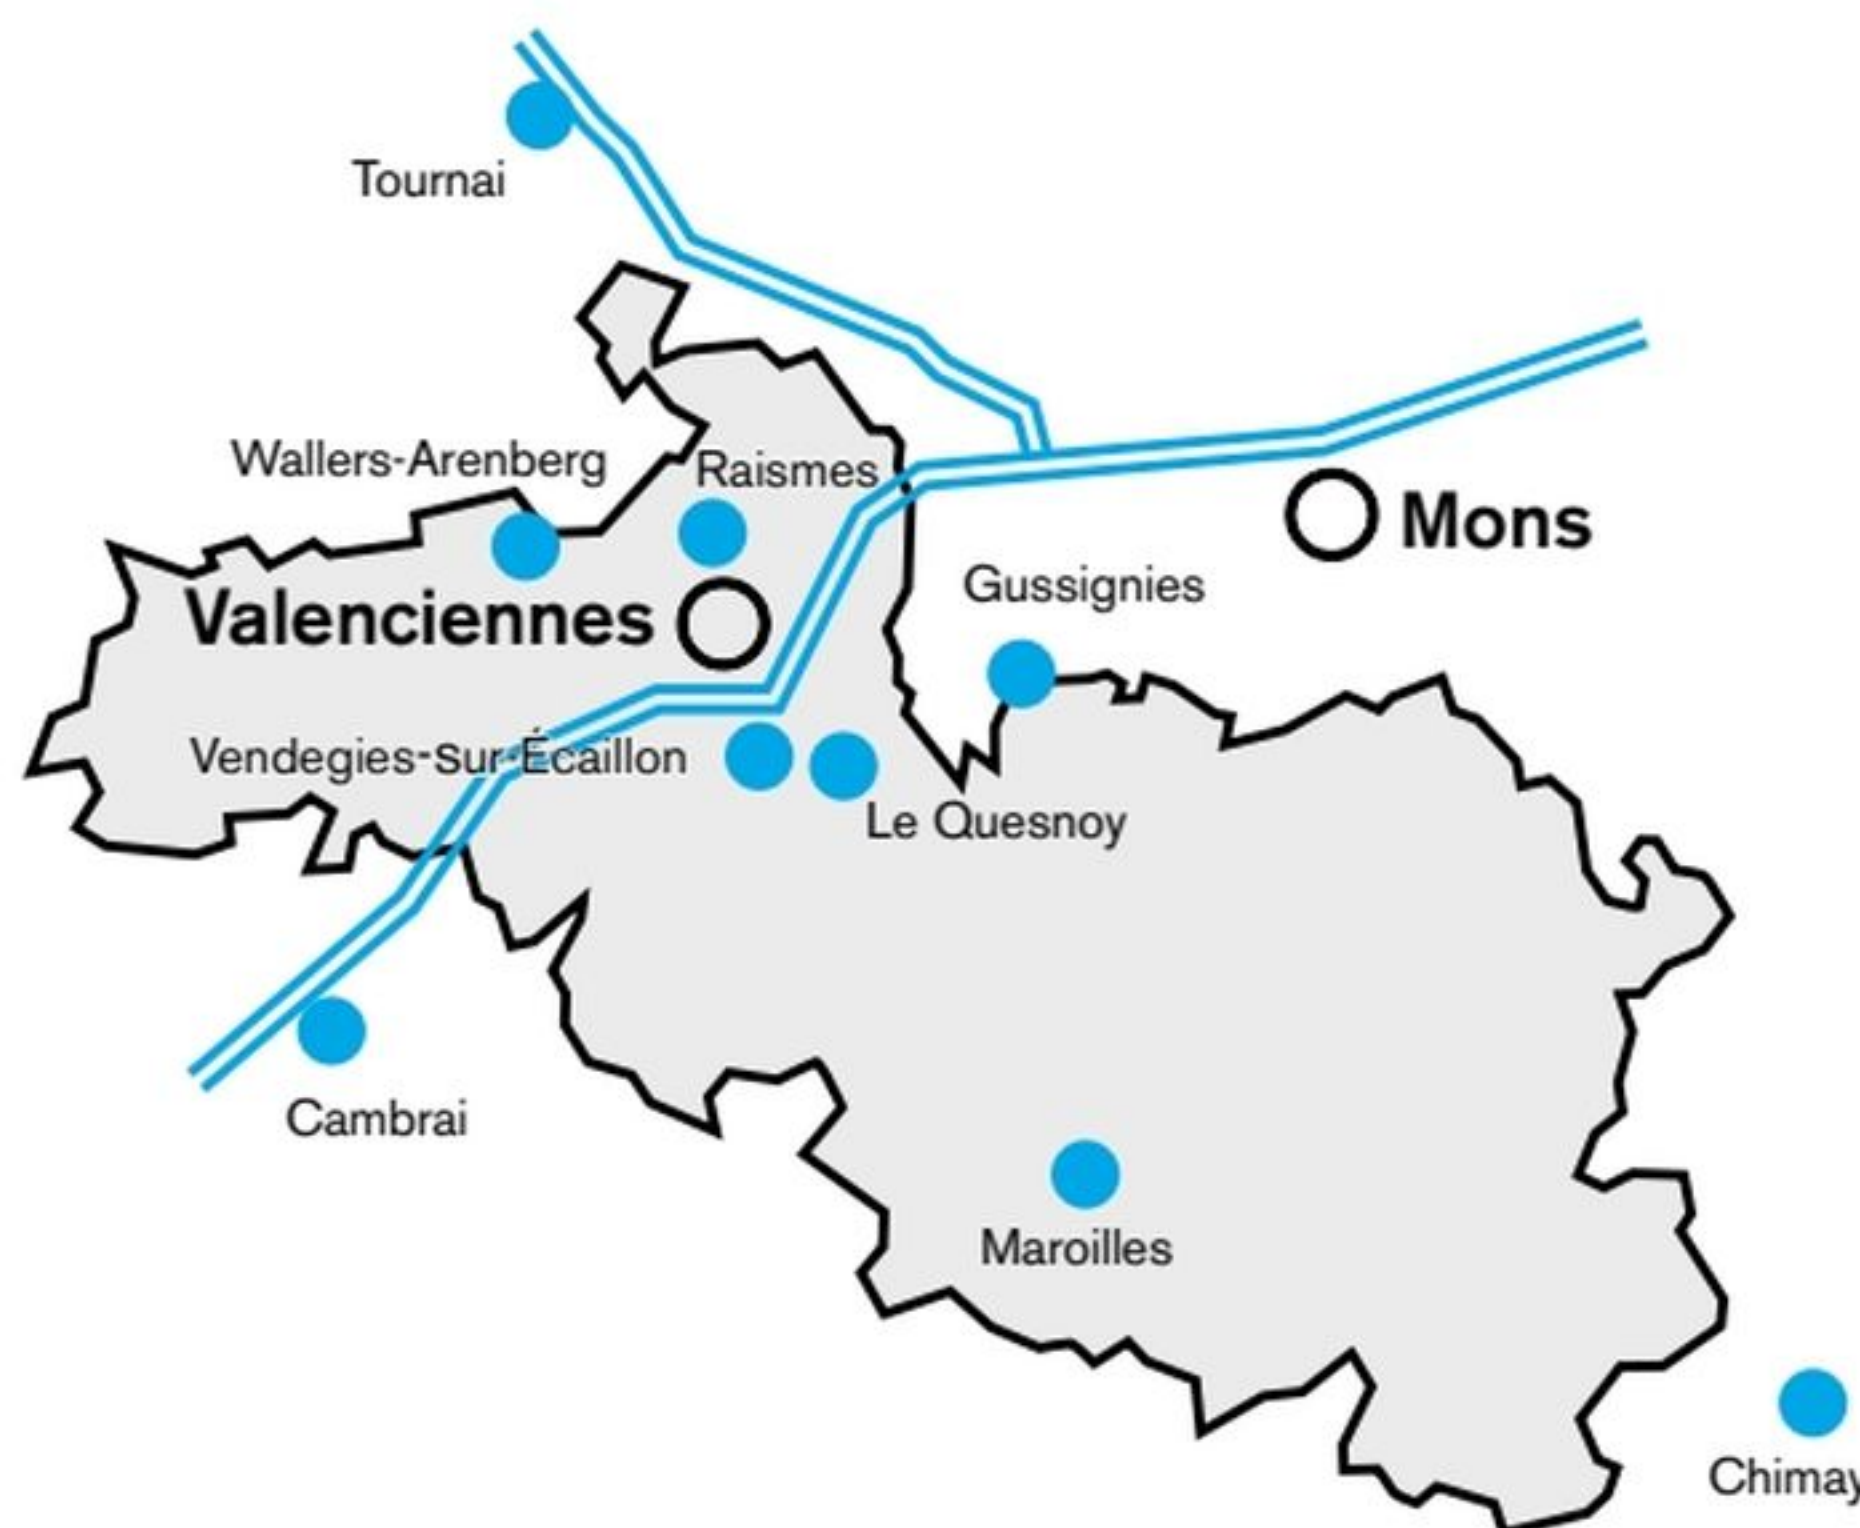 Tournai
Wallers-Arenberg
Raismes
Mons
Gussignies
Valenciennes
Vendegies-sur-Écaillon
Le Quesnoy
Cambrai
Maroilles
Chimay